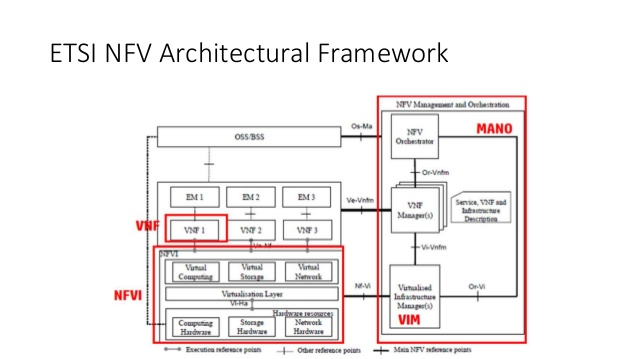 ETSI NFV Architectural Framework
NFV Management and Orchestration
Os-Ma
MANO
OSS/BSS
NFV
Orchestrator
Or-Vnfm
EM 1
EM 2
EM 3
Ve-Vnfm
VNF
Manager(s)
Service, VNF and
Infrastructure
Description
VNF
VNF 1
VNF 2
VNF 3
Vn-Nf
Vi-Vnfm
NFVI
Virtual
Computing
Virtual
Storage
Virtual
Network
NFVI
Virtualisation Layer
Nf-Vi
Virtualised
Infrastructure
Manager(s)
Or-Vi
Vl-Ha
Hardware resources
VIM
Computing
Hardware
Storage
Hardware
Network
Hardware
Execution reference points
Other reference points
Main NFV reference points